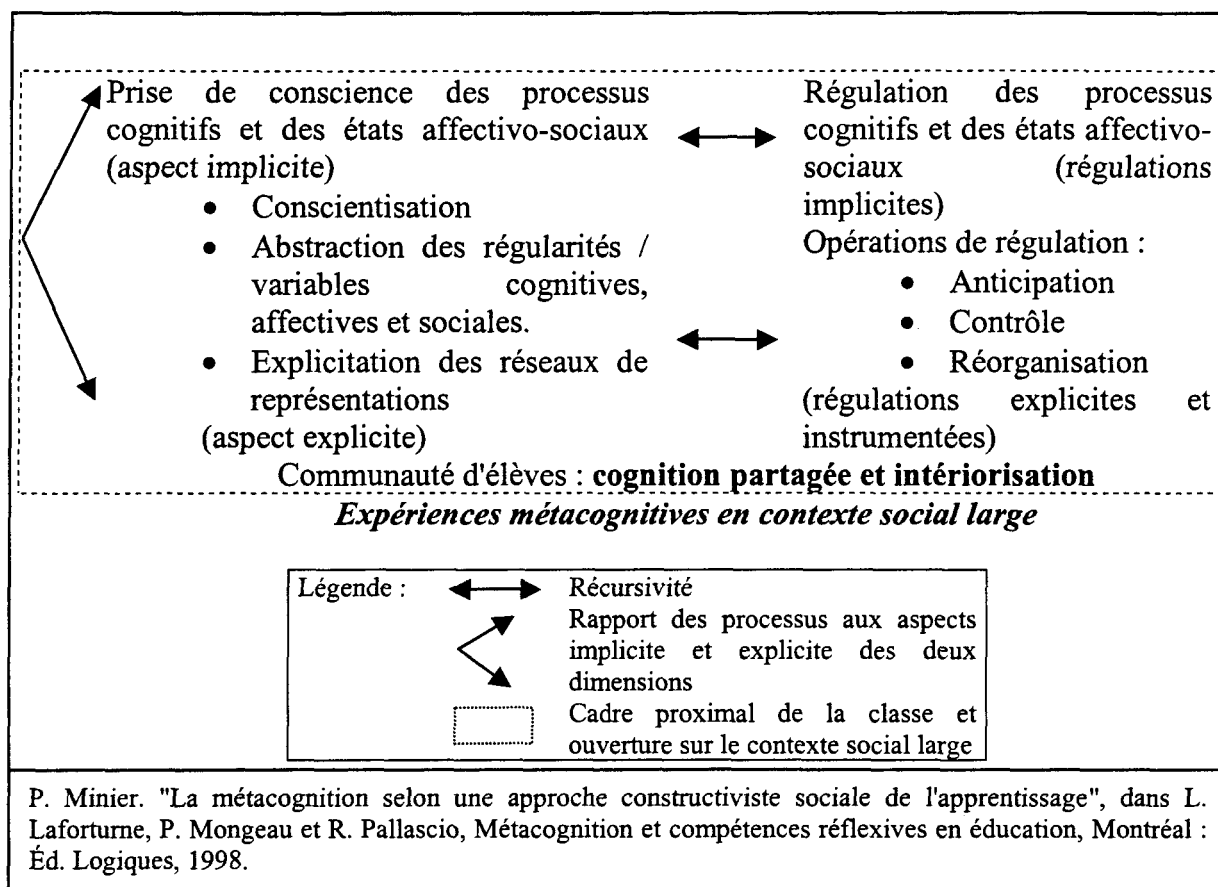 Prise de conscience des processus
cognitifs et des états affectivo-sociaux
(aspect implicite)
• Conscientisation
• Abstraction des régularités /
variables cognitives,
affectives et sociales.
• Explicitation des réseaux de
représentations
(aspect explicite)
Régulation des processus
cognitifs et des états affectivo-
sociaux (régulations
implicites)
Opérations de régulation :
• Anticipation
• Contrôle
• Réorganisation
(régulations explicites et
instrumentées)
Communauté d'élèves : cognition partagée et intériorisation
Expériences métacognitives en contexte social large
Légende :
Récursivité
Rapport des processus aux aspects
implicite et explicite des deux
dimensions
Cadre proximal de la classe et
ouverture sur le contexte social large
P. Minier. "La métacognition selon une approche constructiviste sociale de l'apprentissage", dans L.
Laforturne, P. Mongeau et R. Pallascio, Métacognition et compétences réflexives en éducation, Montréal :
Éd. Logiques, 1998.